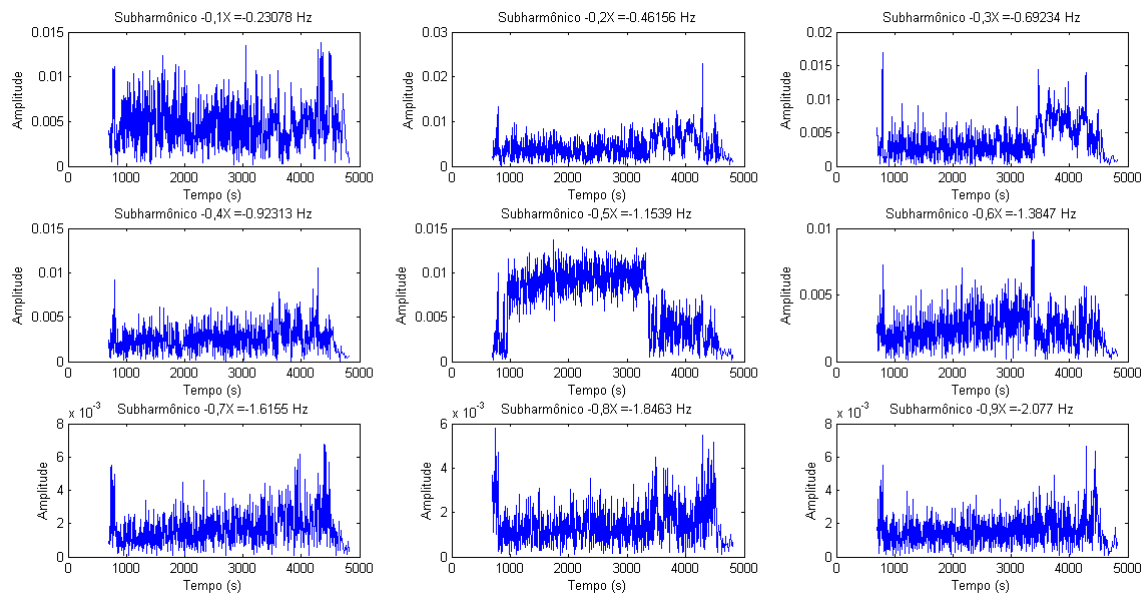 Subharmônico -0,1X =-0.23078 Hz
0.015
0.01
0.005
0
Amplitude
0 1000 2000 3000 4000 5000
Tempo (s)
Subharmônico -0,2X =-0.46156 Hz
0.03
0.02
0.01
0
Amplitude
0 1000 2000 3000 4000 5000
Tempo (s)
Subharmônico -0,3X =-0.69234 Hz
0.02
0.015
0.01
0.005
0
Amplitude
0 1000 2000 3000 4000 5000
Tempo (s)
Subharmônico -0,4X =-0.92313 Hz
0.015
0.01
0.005
0
Amplitude
0 1000 2000 3000 4000 5000
Tempo (s)
Subharmônico -0,5X =-1.1539 Hz
0.015
0.01
0.005
0
Amplitude
0 1000 2000 3000 4000 5000
Tempo (s)
Subharmônico -0,6X =-1.3847 Hz
0.01
0.005
0
Amplitude
0 1000 2000 3000 4000 5000
Tempo (s)
x 10^-3
Subharmônico -0,7X =-1.6155 Hz
8
6
4
2
0
Amplitude
0 1000 2000 3000 4000 5000
Tempo (s)
x 10^-3
Subharmônico -0,8X =-1.8463 Hz
6
4
2
0
Amplitude
0 1000 2000 3000 4000 5000
Tempo (s)
x 10^-3
Subharmônico -0,9X =-2.077 Hz
8
6
4
2
0
Amplitude
0 1000 2000 3000 4000 5000
Tempo (s)